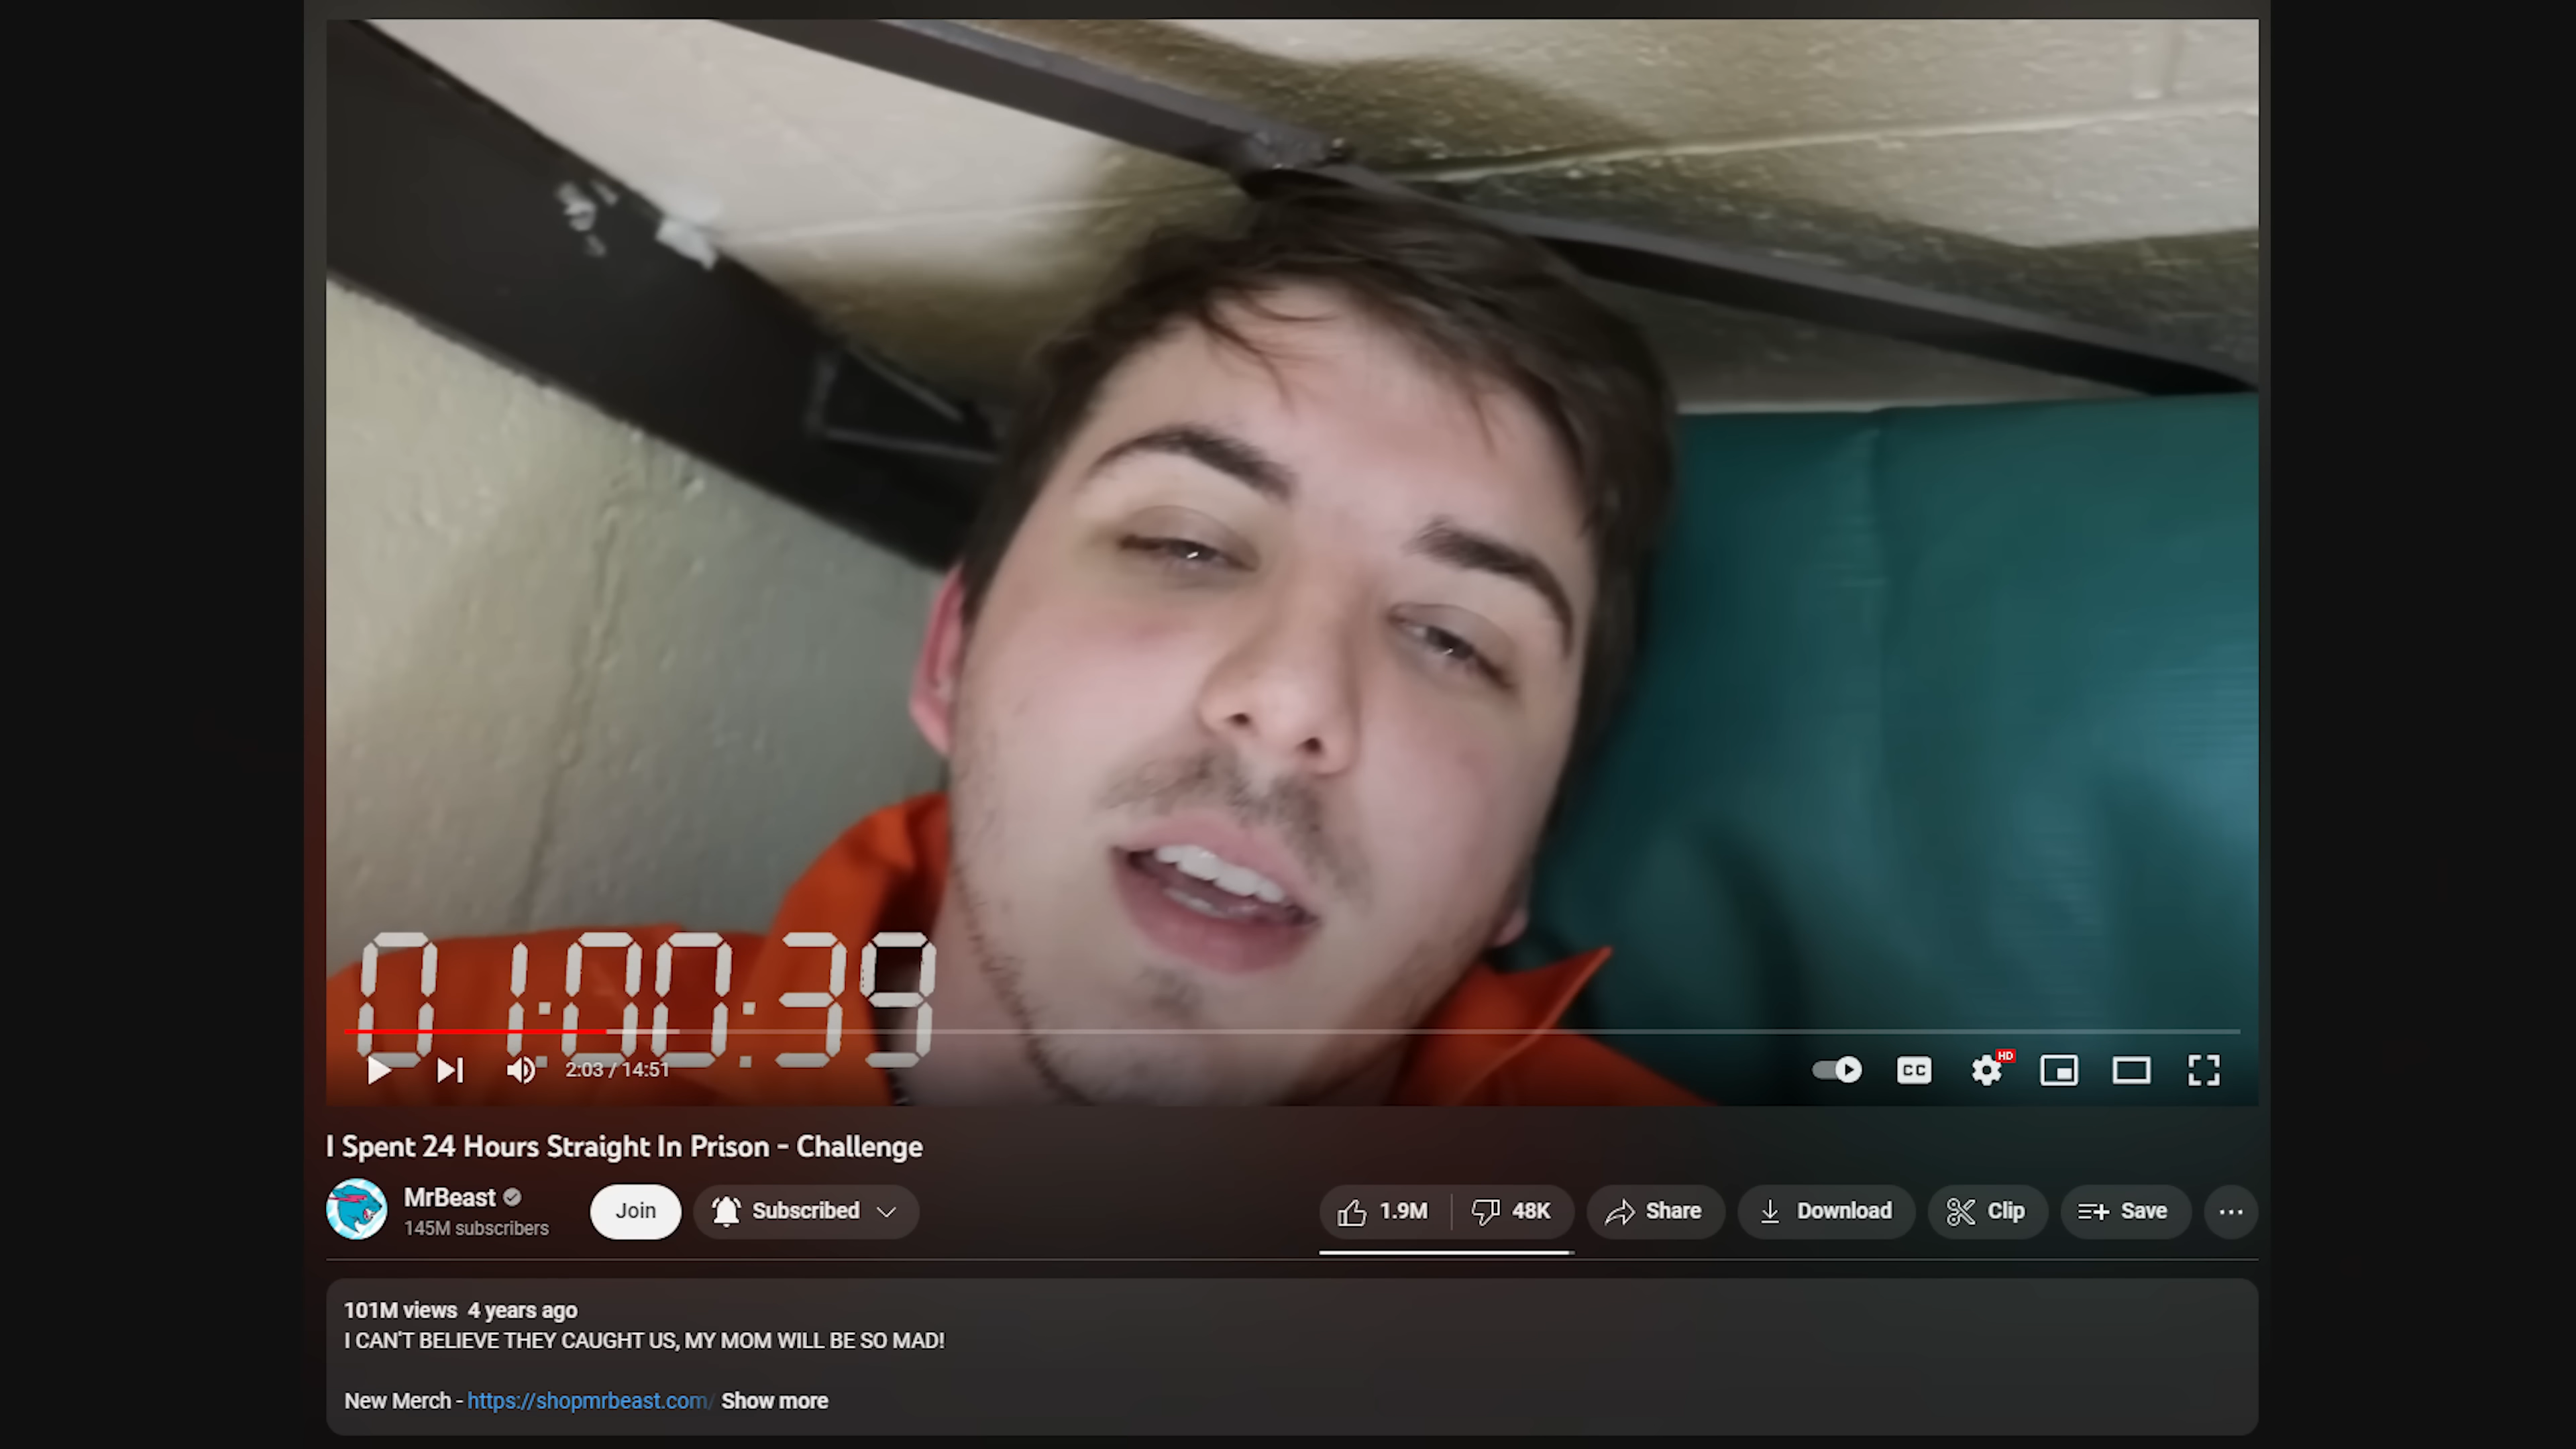 01:00:39
2:03 / 14:51
CC
HD
I Spent 24 Hours Straight In Prison - Challenge
MrBeast
145M subscribers
Join
Subscribed
1.9M
48K
Share
Download
Clip
Save
101M views 4 years ago
I CAN'T BELIEVE THEY CAUGHT US, MY MOM WILL BE SO MAD!
New Merch - https://shopmrbeast.com/ Show more